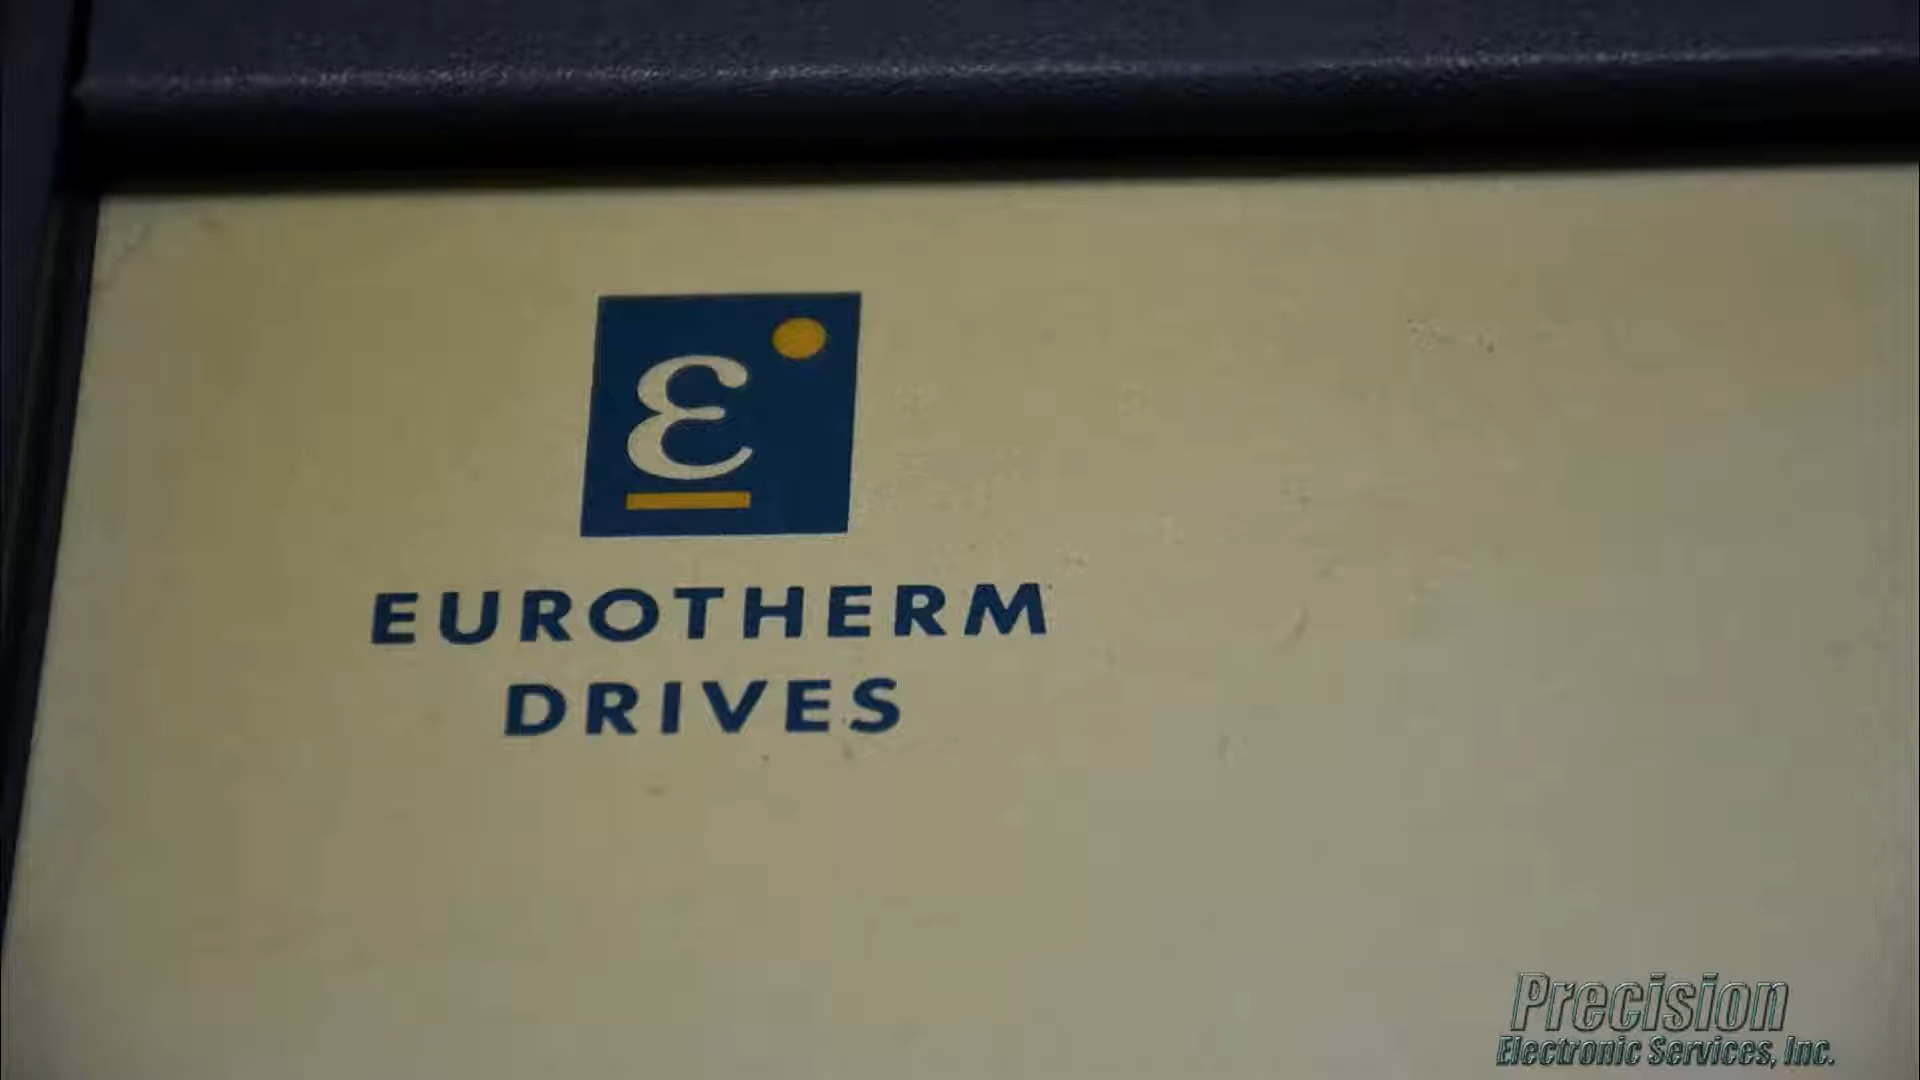 ε
EUROTHERM
DRIVES
Precision
Electronic Services, Inc.